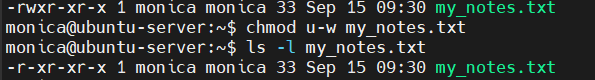 -rwxr-xr-x 1 monica monica 33 Sep 15 09:30 my_notes.txt
monica@ubuntu-server:~$ chmod u-w my_notes.txt
monica@ubuntu-server:~$ ls -l my_notes.txt
-r-xr-xr-x 1 monica monica 33 Sep 15 09:30 my_notes.txt